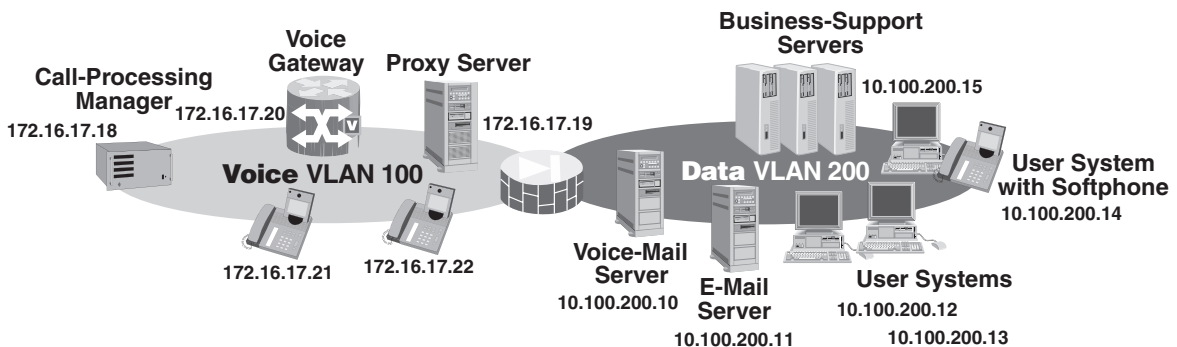 Business-Support
Servers
Voice
Gateway
Proxy Server
Call-Processing
Manager
172.16.17.18
172.16.17.20
V
172.16.17.19
10.100.200.15
Voice VLAN 100
Data VLAN 200
User System
with Softphone
10.100.200.14
172.16.17.21
172.16.17.22
Voice-Mail
Server
10.100.200.10
E-Mail
Server
10.100.200.11
User Systems
10.100.200.12
10.100.200.13